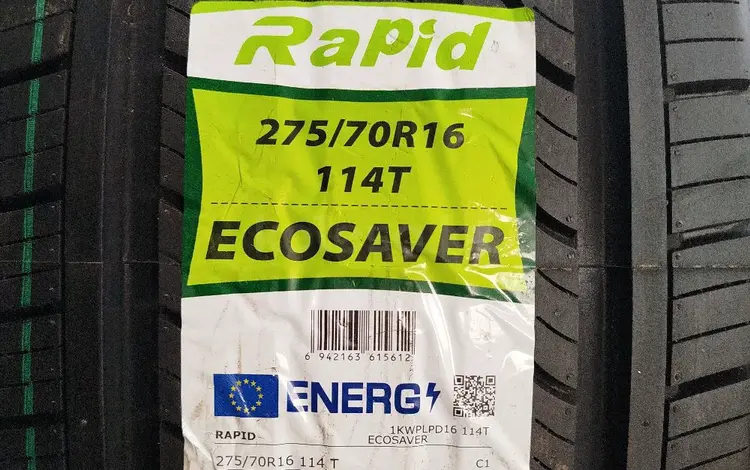 Rapid
275/70R16
114T
ECOSAVER
6 942163 615612
ENERG
RAPID 1KWPLPD16 114T
ECOSAVER
275/70R16 114 T C1